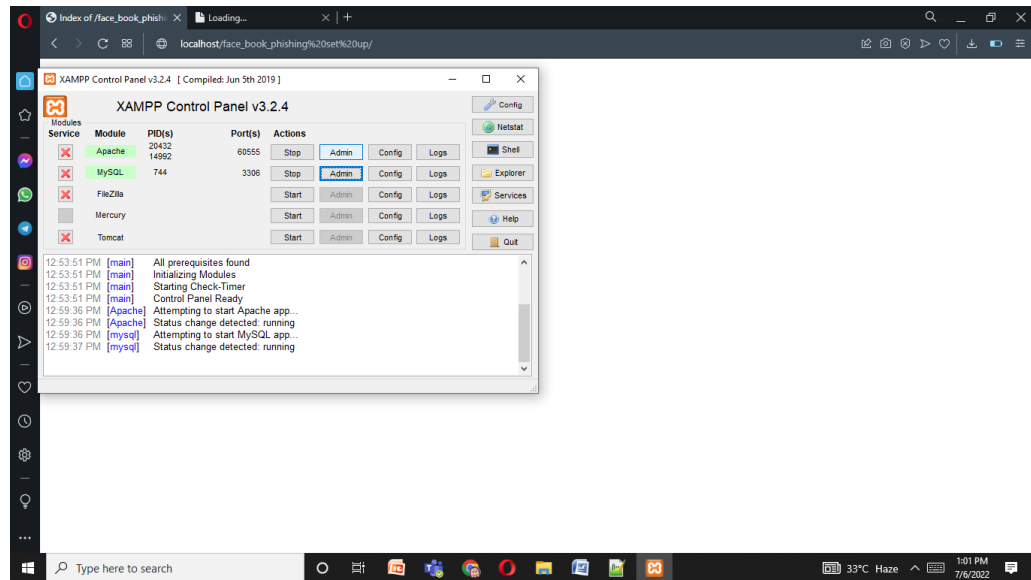 Index of /face_book_phishi
Loading...
localhost/face_book_phishing%20set%20up/
XAMPP Control Panel v3.2.4 [ Compiled: Jun 5th 2019 ]
XAMPP Control Panel v3.2.4
Config
Modules
Service Module PID(s) Port(s) Actions
Netstat
Apache 20432 14992 60555 Stop Admin Config Logs
Shell
MySQL 744 3306 Stop Admin Config Logs
Explorer
FileZilla Start Admin Config Logs
Services
Mercury Start Admin Config Logs
Help
Tomcat Start Admin Config Logs
Quit
12:53:51 PM [main] All prerequisites found
12:53:51 PM [main] Initializing Modules
12:53:51 PM [main] Starting Check-Timer
12:53:51 PM [main] Control Panel Ready
12:59:36 PM [Apache] Attempting to start Apache app...
12:59:36 PM [Apache] Status change detected: running
12:59:36 PM [mysql] Attempting to start MySQL app...
12:59:37 PM [mysql] Status change detected: running
Type here to search
33°C Haze
1:01 PM
7/6/2022